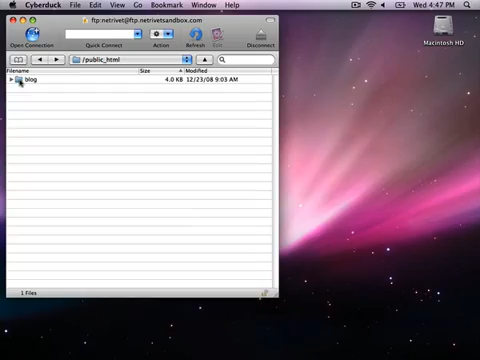 Cyberduck File Edit View Go Bookmark Window Help Wed 4:47 PM
ftp:netrivet@ftp.netrivetsandbox.com
Open Connection Quick Connect Action Refresh Edit Disconnect
/public_html
Filename Size Modified
blog 4.0 KB 12/23/08 9:03 AM
1 Files
Macintosh HD